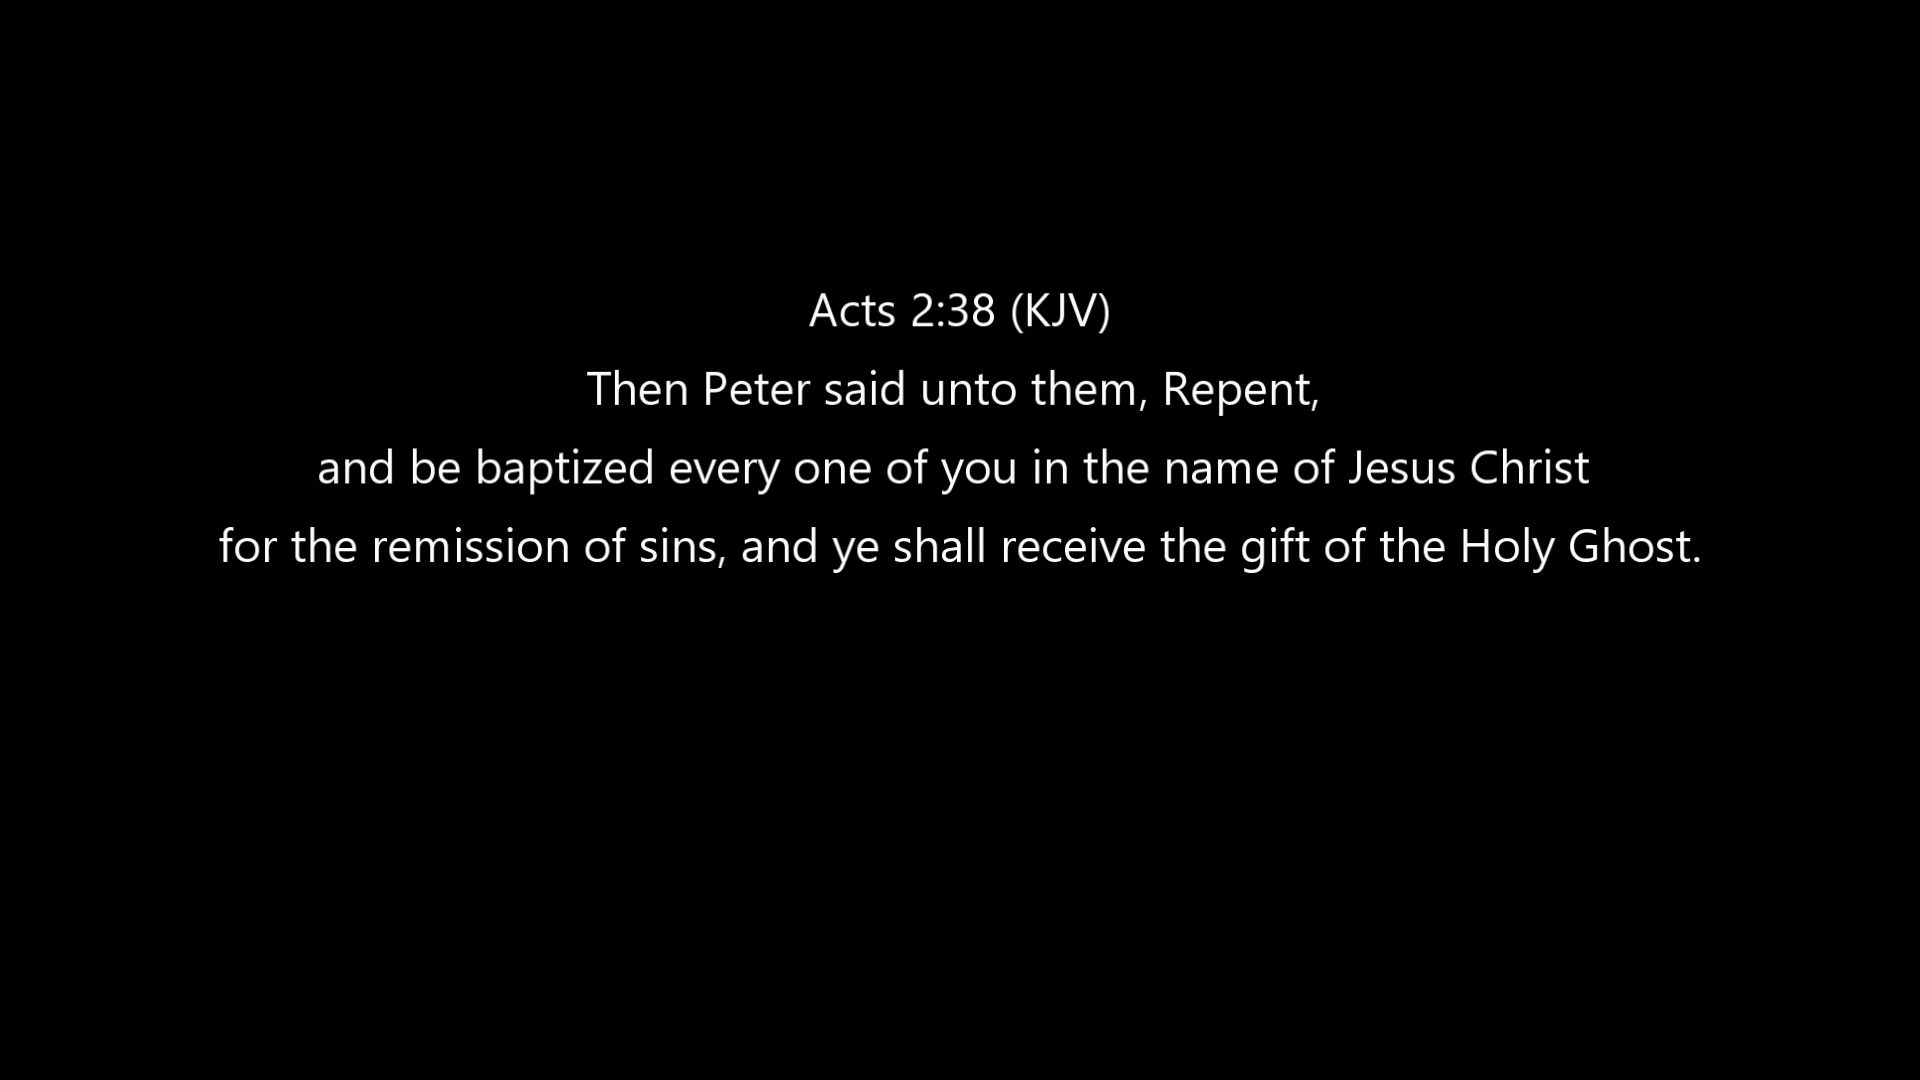 Acts 2:38 (KJV)
Then Peter said unto them, Repent,
and be baptized every one of you in the name of Jesus Christ
for the remission of sins, and ye shall receive the gift of the Holy Ghost.